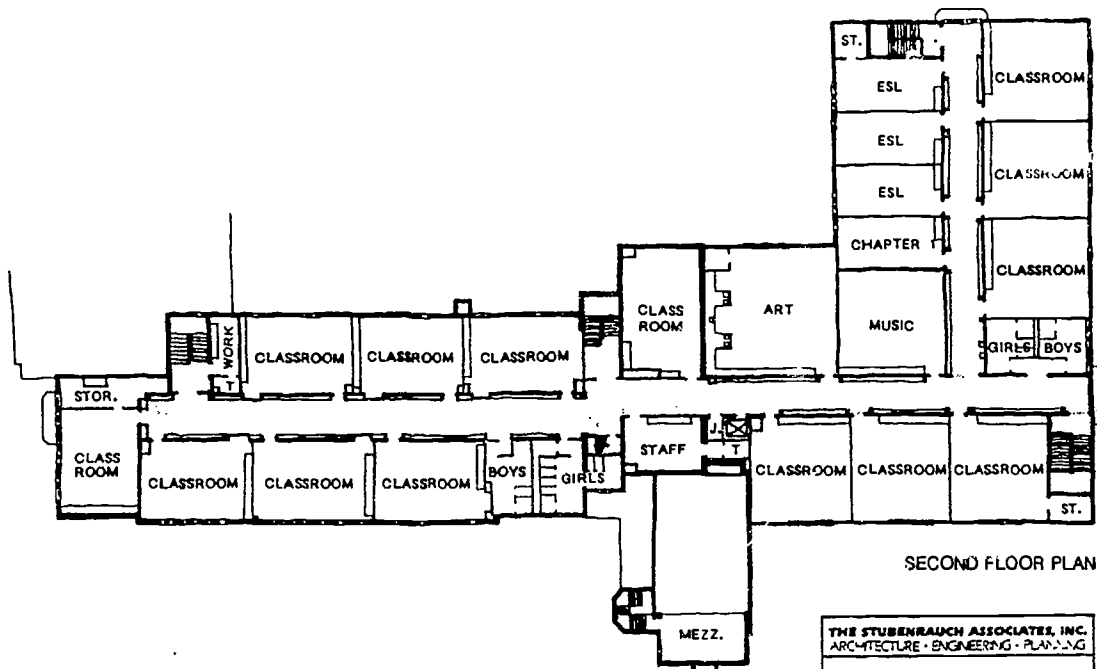 ST.
CLASSROOM
ESL
ESL
CLASSROOM
ESL
CHAPTER
CLASSROOM
CLASS
ROOM
ART
MUSIC
GIRLS
BOYS
WORK
CLASSROOM
CLASSROOM
CLASSROOM
T
STOR.
CLASS
ROOM
CLASSROOM
CLASSROOM
CLASSROOM
BOYS
GIRLS
STAFF
J.
T
CLASSROOM
CLASSROOM
CLASSROOM
ST.
MEZZ.
SECOND FLOOR PLAN
THE STUBENRAUCH ASSOCIATES, INC.
ARCHITECTURE · ENGINEERING · PLANNING